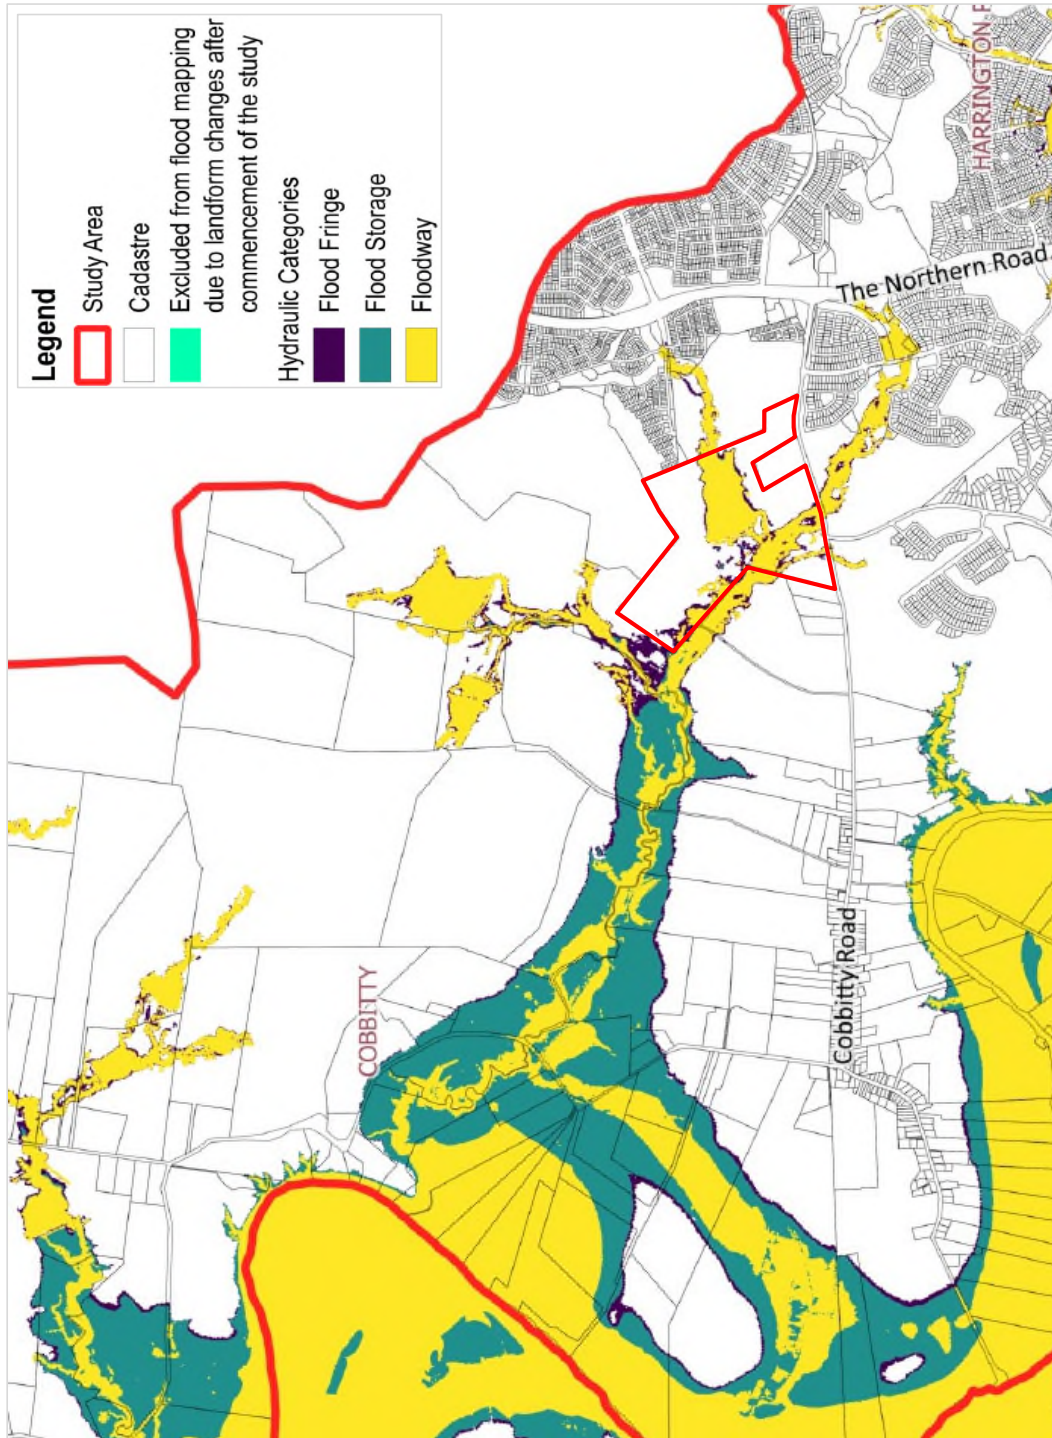 Legend
Study Area
Cadastre
Excluded from flood mapping
due to landform changes after
commencement of the study
Hydraulic Categories
Flood Fringe
Flood Storage
Floodway
HARRINGTON
The Northern Road
COBBITTY
Cobbitty Road